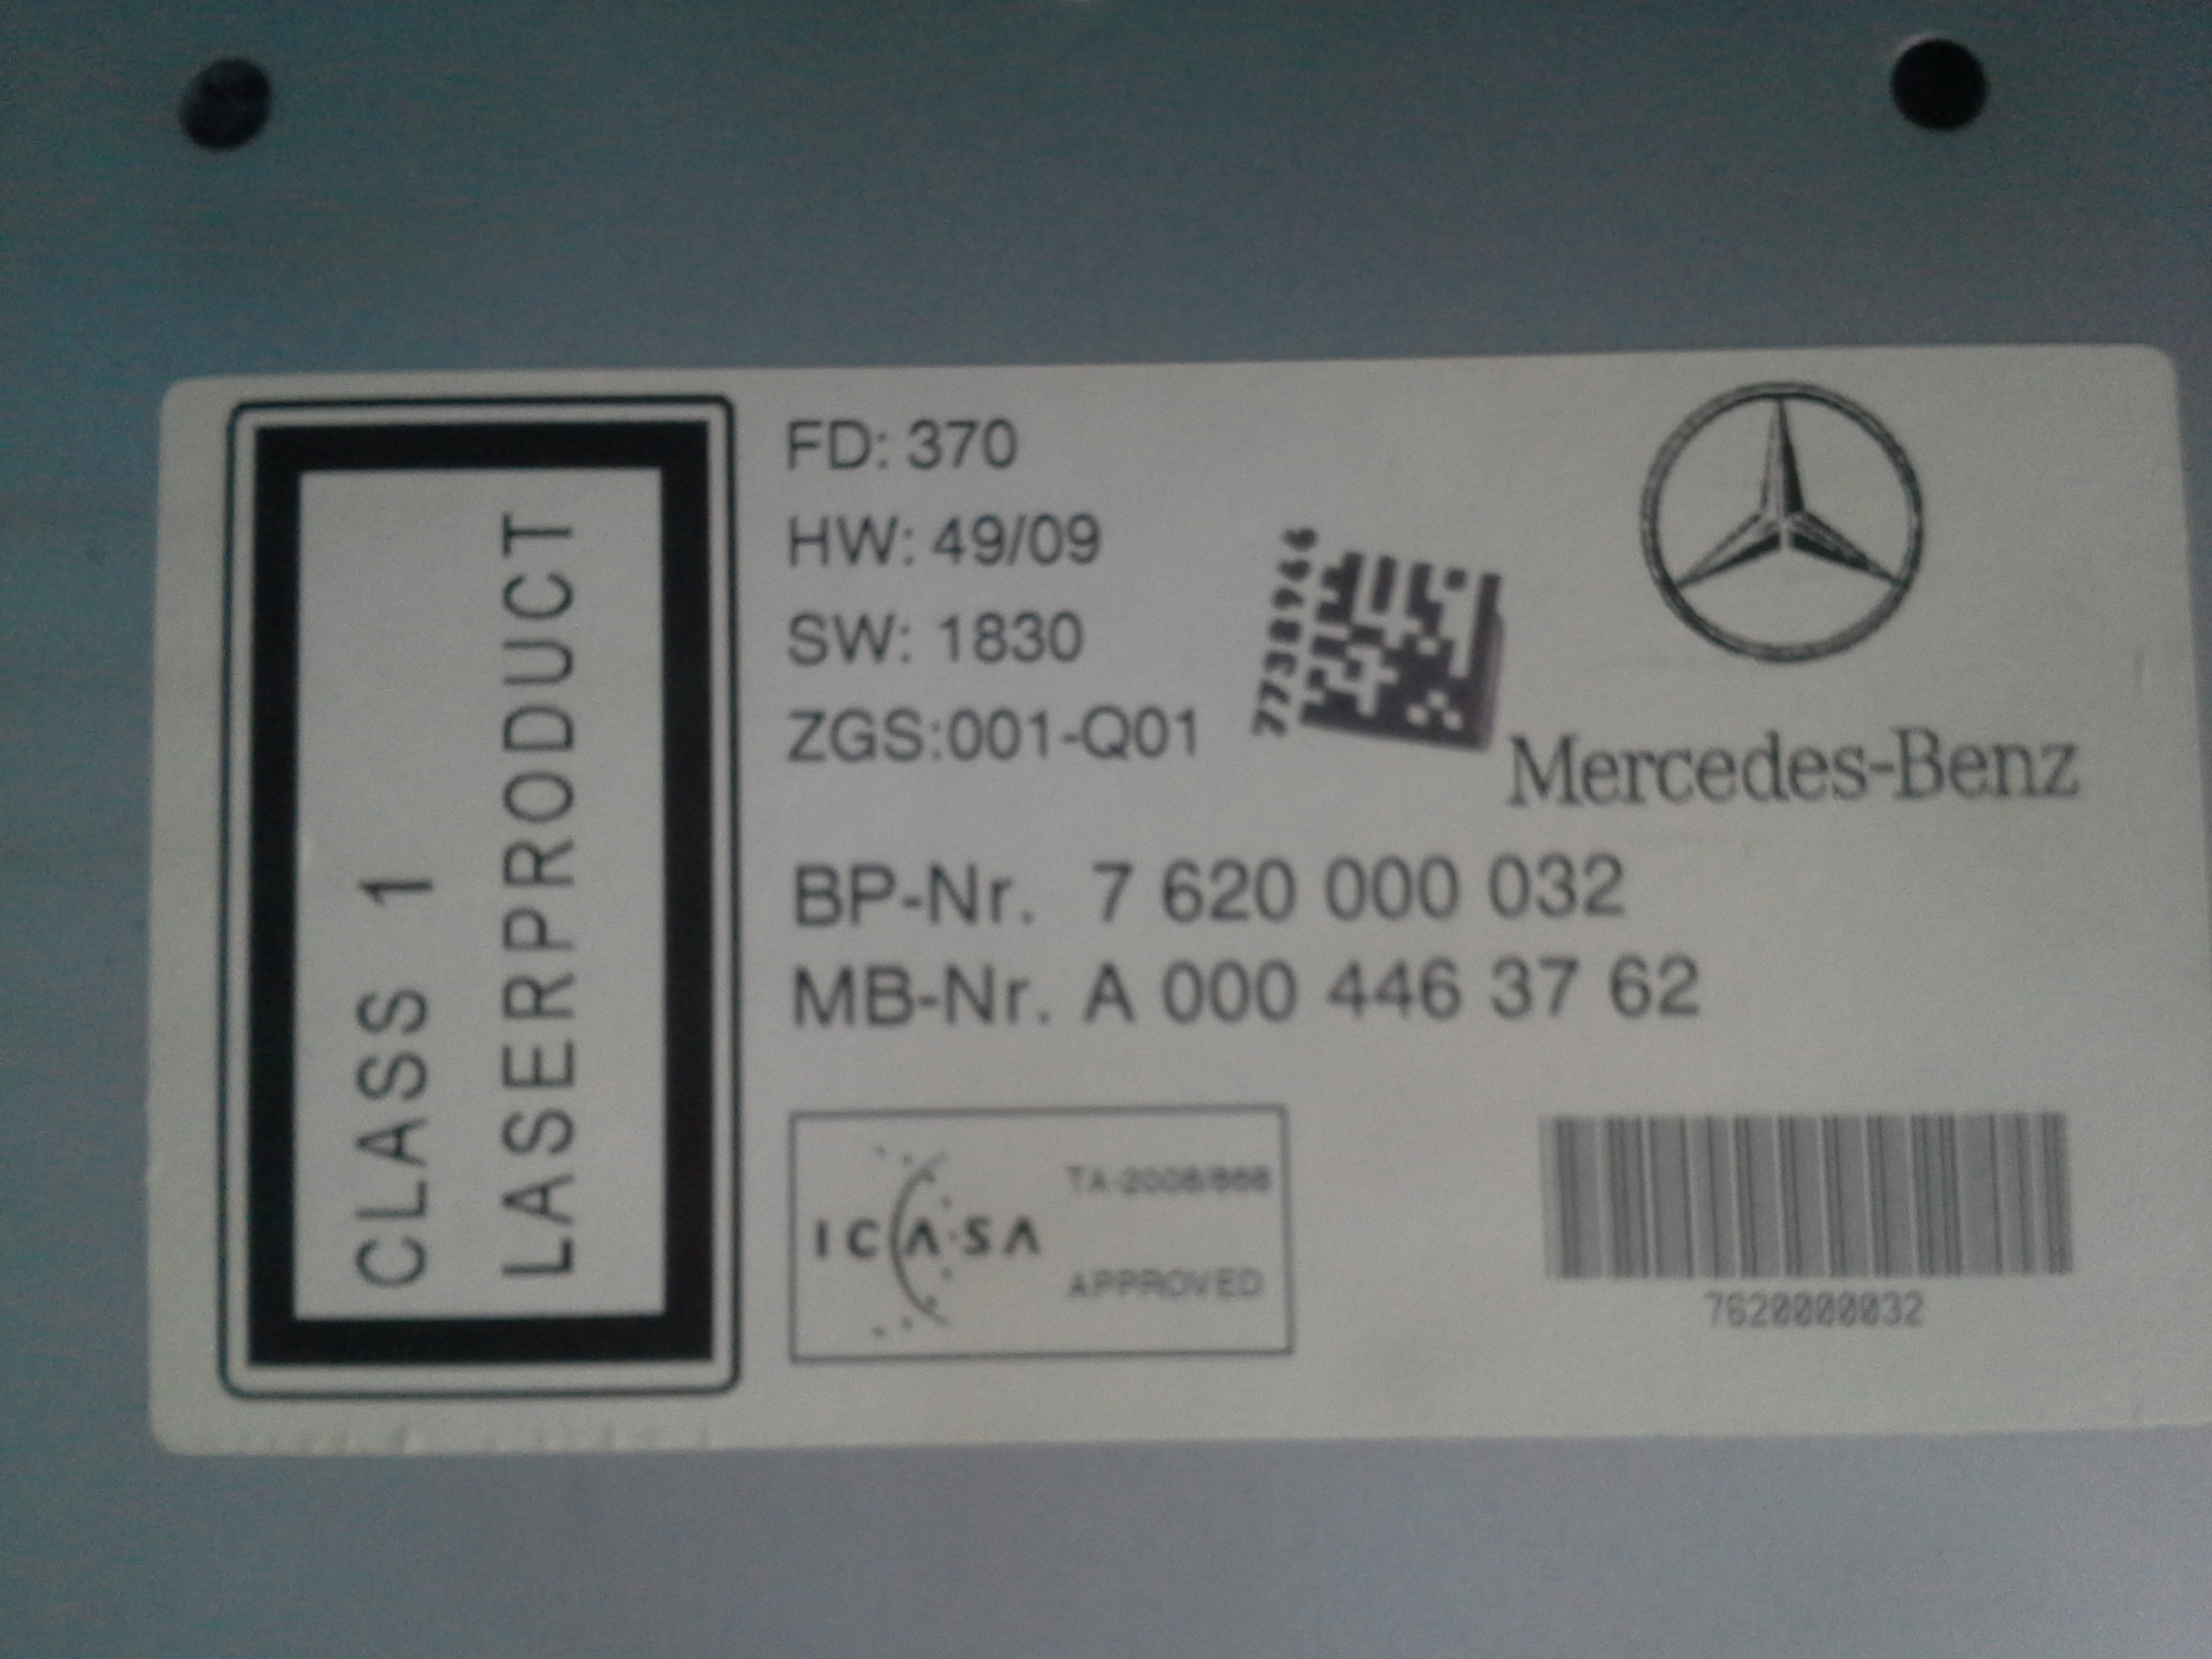 CLASS 1
LASERPRODUCT
FD: 370
HW: 49/09
SW: 1830
ZGS:001-Q01
77389466
Mercedes-Benz
BP-Nr. 7 620 000 032
MB-Nr. A 000 446 37 62
ICASA
APPROVED
7620000032